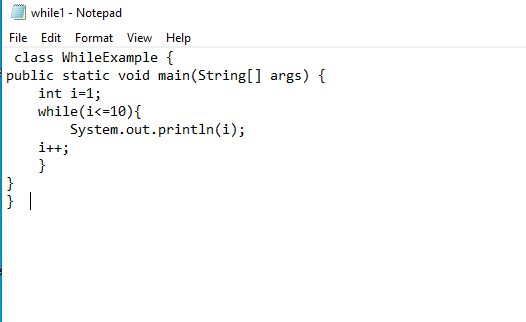 while1 - Notepad
File Edit Format View Help
class WhileExample {
public static void main(String[] args) {
    int i=1;
    while(i<=10){
        System.out.println(i);
    i++;
    }
}
}